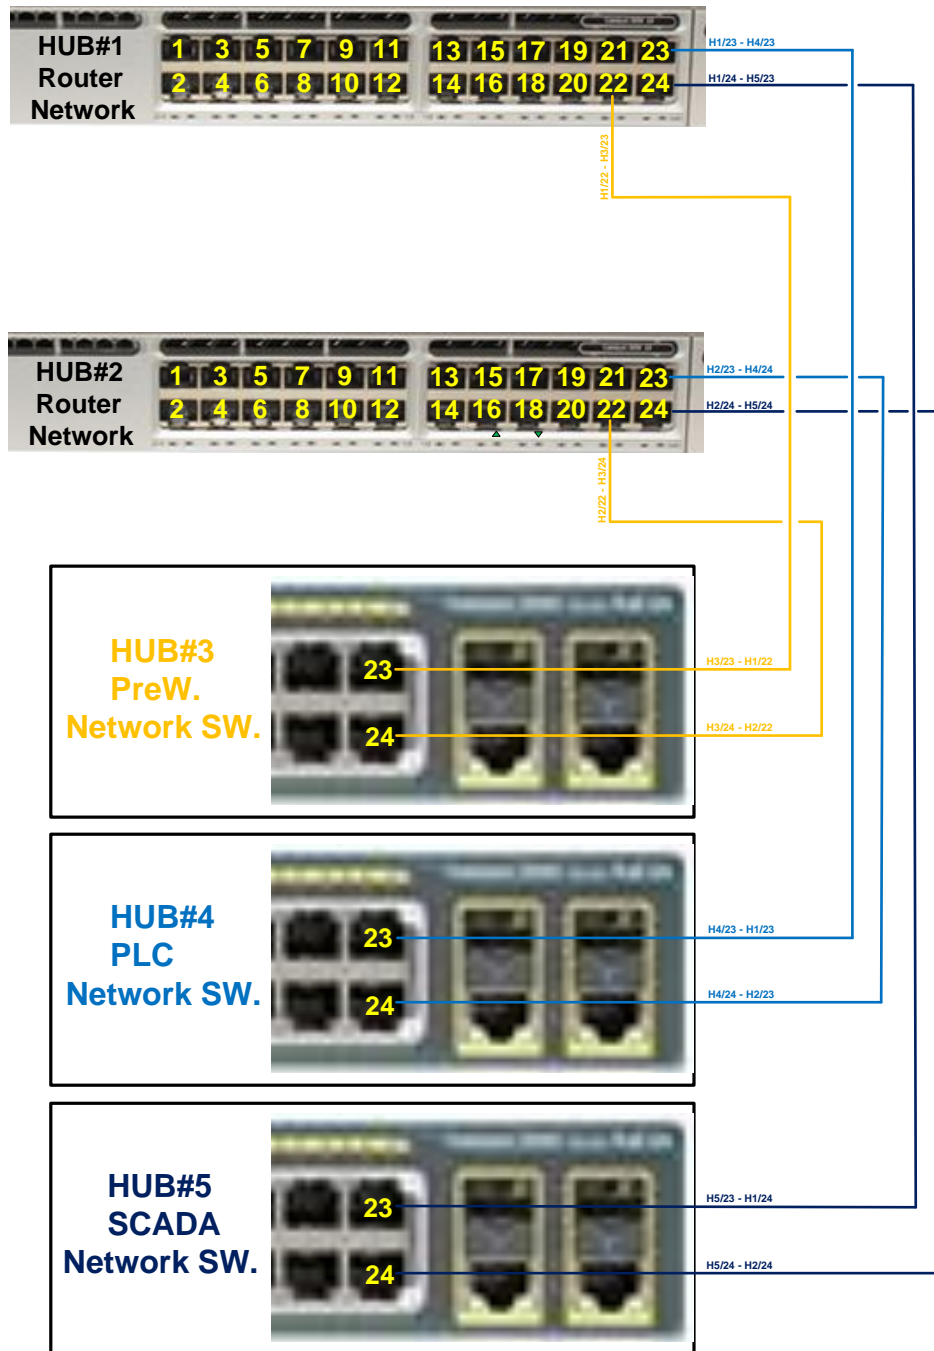 HUB#1
Router
Network
1 3 5 7 9 11 13 15 17 19 21 23
2 4 6 8 10 12 14 16 18 20 22 24
H1/23 - H4/23
H1/24 - H5/23
H1/22 - H3/23
HUB#2
Router
Network
1 3 5 7 9 11 13 15 17 19 21 23
2 4 6 8 10 12 14 16 18 20 22 24
H2/23 - H4/24
H2/24 - H5/24
H2/22 - H3/24
HUB#3
PreW.
Network SW.
23
24
H3/23 - H1/22
H3/24 - H2/22
HUB#4
PLC
Network SW.
23
24
H4/23 - H1/23
H4/24 - H2/23
HUB#5
SCADA
Network SW.
23
24
H5/23 - H1/24
H5/24 - H2/24